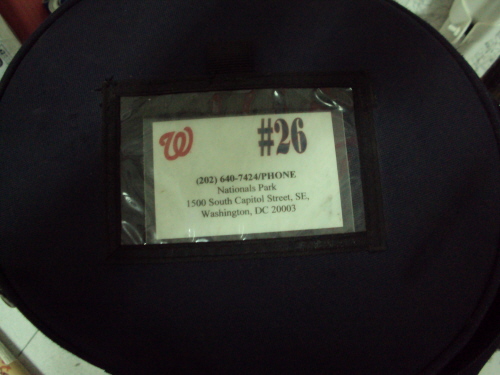 W #26
(202) 640-7424/PHONE
Nationals Park
1500 South Capitol Street, SE,
Washington, DC 20003